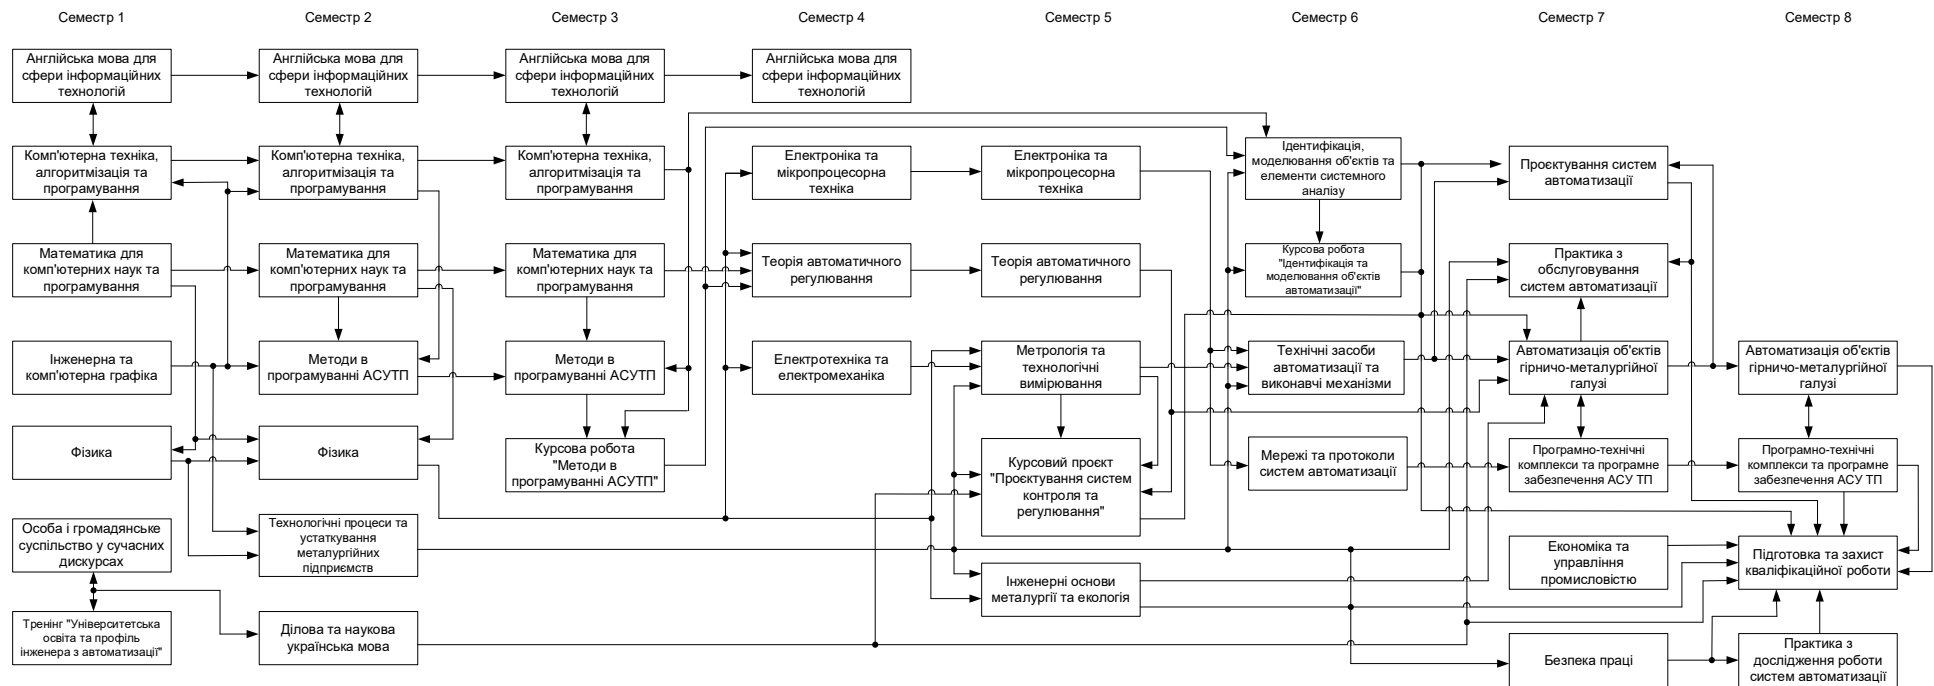 Семестр 1
Семестр 2
Семестр 3
Семестр 4
Семестр 5
Семестр 6
Семестр 7
Семестр 8
Англійська мова для
сфери інформаційних
технологій
Англійська мова для
сфери інформаційних
технологій
Англійська мова для
сфери інформаційних
технологій
Англійська мова для
сфери інформаційних
технологій
Комп'ютерна техніка,
алгоритмізація та
програмування
Комп'ютерна техніка,
алгоритмізація та
програмування
Комп'ютерна техніка,
алгоритмізація та
програмування
Електроніка та
мікропроцесорна
техніка
Електроніка та
мікропроцесорна
техніка
Ідентифікація,
моделювання об'єктів та
елементи системного
аналізу
Проєктування систем
автоматизації
Математика для
комп'ютерних наук та
програмування
Математика для
комп'ютерних наук та
програмування
Математика для
комп'ютерних наук та
програмування
Теорія автоматичного
регулювання
Теорія автоматичного
регулювання
Курсова робота
"Ідентифікація та
моделювання об'єктів
автоматизації"
Практика з
обслуговування
систем автоматизації
Інженерна та
комп'ютерна графіка
Методи в
програмуванні АСУТП
Методи в
програмуванні АСУТП
Електротехніка та
електромеханіка
Метрологія та
технологічні
вимірювання
Технічні засоби
автоматизації та
виконавчі механізми
Автоматизація об'єктів
гірничо-металургійної
галузі
Автоматизація об'єктів
гірничо-металургійної
галузі
Фізика
Фізика
Курсова робота
"Методи в
програмуванні АСУТП"
Курсовий проєкт
"Проєктування систем
контроля та
регулювання"
Мережі та протоколи
систем автоматизації
Програмно-технічні
комплекси та програмне
забезпечення АСУ ТП
Програмно-технічні
комплекси та програмне
забезпечення АСУ ТП
Особа і громадянське
суспільство у сучасних
дискурсах
Технологічні процеси та
устаткування
металургійних
підприємств
Інженерні основи
металургії та екологія
Економіка та
управління
промисловістю
Підготовка та захист
кваліфікаційної роботи
Тренінг "Університетська
освіта та профіль
інженера з автоматизації"
Ділова та наукова
українська мова
Безпека праці
Практика з
дослідження роботи
систем автоматизації